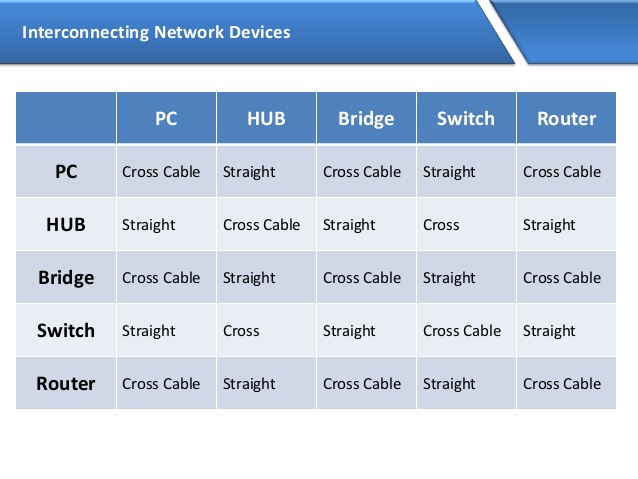 Interconnecting Network Devices
PC HUB Bridge Switch Router
PC Cross Cable Straight Cross Cable Straight Cross Cable
HUB Straight Cross Cable Straight Cross Straight
Bridge Cross Cable Straight Cross Cable Straight Cross Cable
Switch Straight Cross Straight Cross Cable Straight
Router Cross Cable Straight Cross Cable Straight Cross Cable